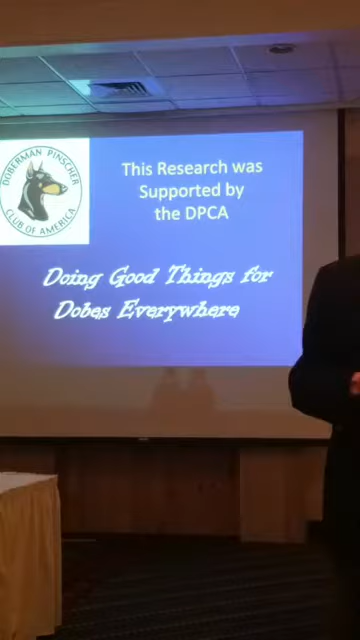 DOBERMAN PINSCHER
CLUB OF AMERICA
This Research was
Supported by
the DPCA
Doing Good Things for
Dobes Everywhere